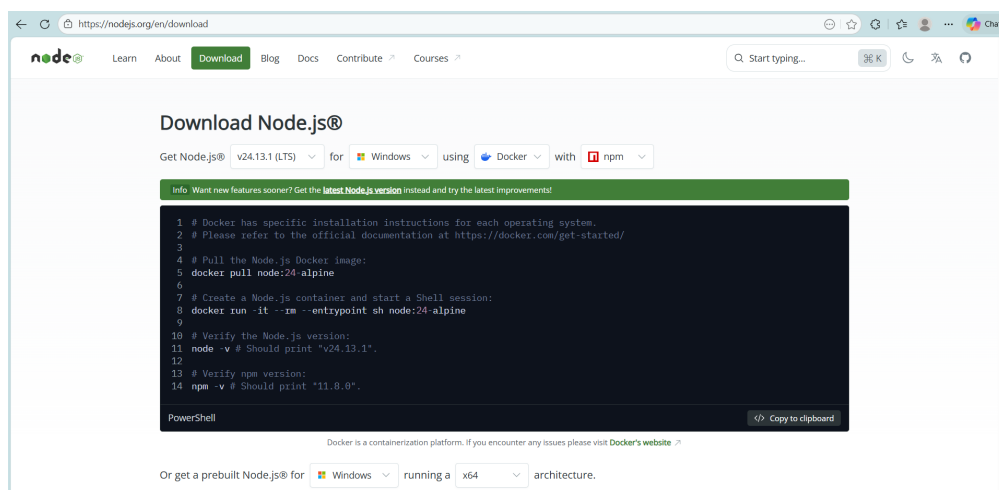 https://nodejs.org/en/download
Chat
node
Learn About Download Blog Docs Contribute ↗ Courses ↗ Start typing... ⌘ K
Download Node.js®
Get Node.js® v24.13.1 (LTS) for Windows using Docker with npm
Info Want new features sooner? Get the latest Node.js version instead and try the latest improvements!
1 # Docker has specific installation instructions for each operating system.
2 # Please refer to the official documentation at https://docker.com/get-started/
3
4 # Pull the Node.js Docker image:
5 docker pull node:24-alpine
6
7 # Create a Node.js container and start a Shell session:
8 docker run -it --rm --entrypoint sh node:24-alpine
9
10 # Verify the Node.js version:
11 node -v # Should print "v24.13.1".
12
13 # Verify npm version:
14 npm -v # Should print "11.8.0".
PowerShell </> Copy to clipboard
Docker is a containerization platform. If you encounter any issues please visit Docker's website ↗
Or get a prebuilt Node.js® for Windows running a x64 architecture.